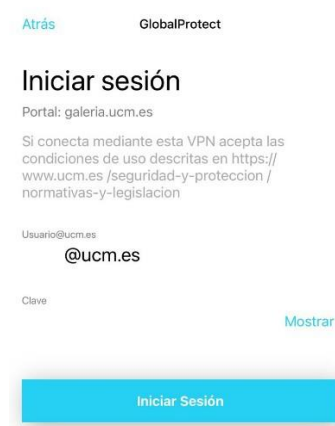 Atrás GlobalProtect
Iniciar sesión
Portal: galeria.ucm.es
Si conecta mediante esta VPN acepta las
condiciones de uso descritas en https://
www.ucm.es /seguridad-y-proteccion /
normativas-y-legislacion
Usuario@ucm.es
@ucm.es
Clave
Mostrar
Iniciar Sesión